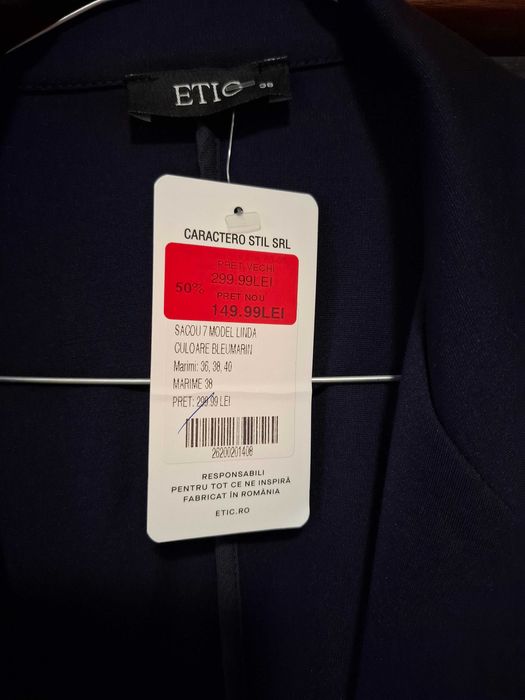 ETIC 38
CARACTERO STIL SRL
PRET VECHI
299.99LEI
50%
PRET NOU
149.99LEI
SACOU 7 MODEL LINDA
CULOARE BLEUMARIN
Marimi: 36, 38, 40
MARIME 38
PRET: 299.99 LEI
26200201408
RESPONSABILI
PENTRU TOT CE NE INSPIRĂ
FABRICAT ÎN ROMÂNIA
ETIC.RO